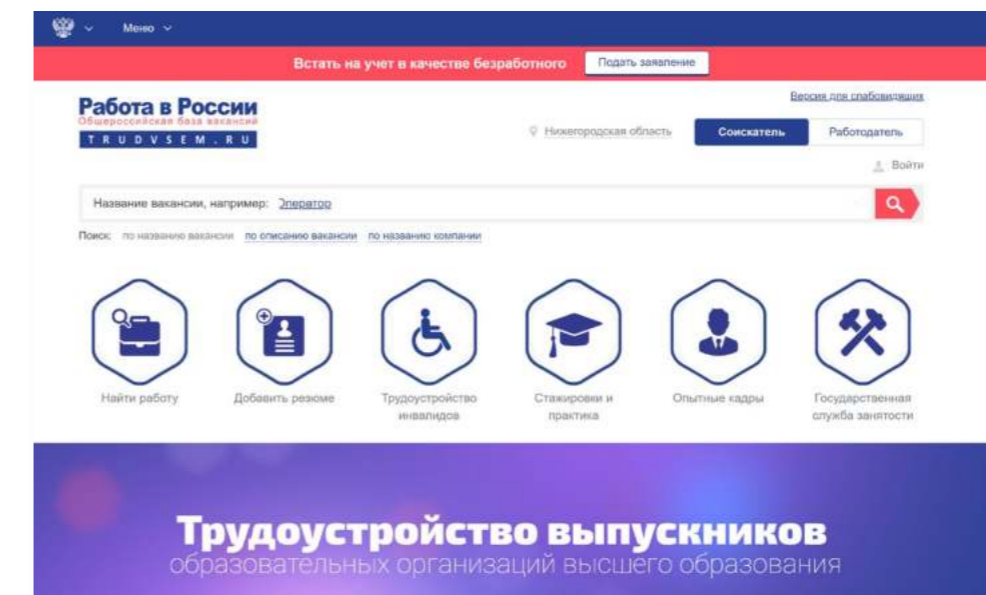 Меню
Встать на учет в качестве безработного Подать заявление
Версия для слабовидящих
Работа в России
Общероссийская база вакансий
TRUDVSEM.RU
Нижегородская область Соискатель Работодатель
Войти
Название вакансии, например: Оператор
Поиск: по названию вакансии по описанию вакансии по названию компании
Найти работу Добавить резюме Трудоустройство Стажировки и Опытные кадры Государственная
инвалидов практика служба занятости
Трудоустройство выпускников
образовательных организаций высшего образования